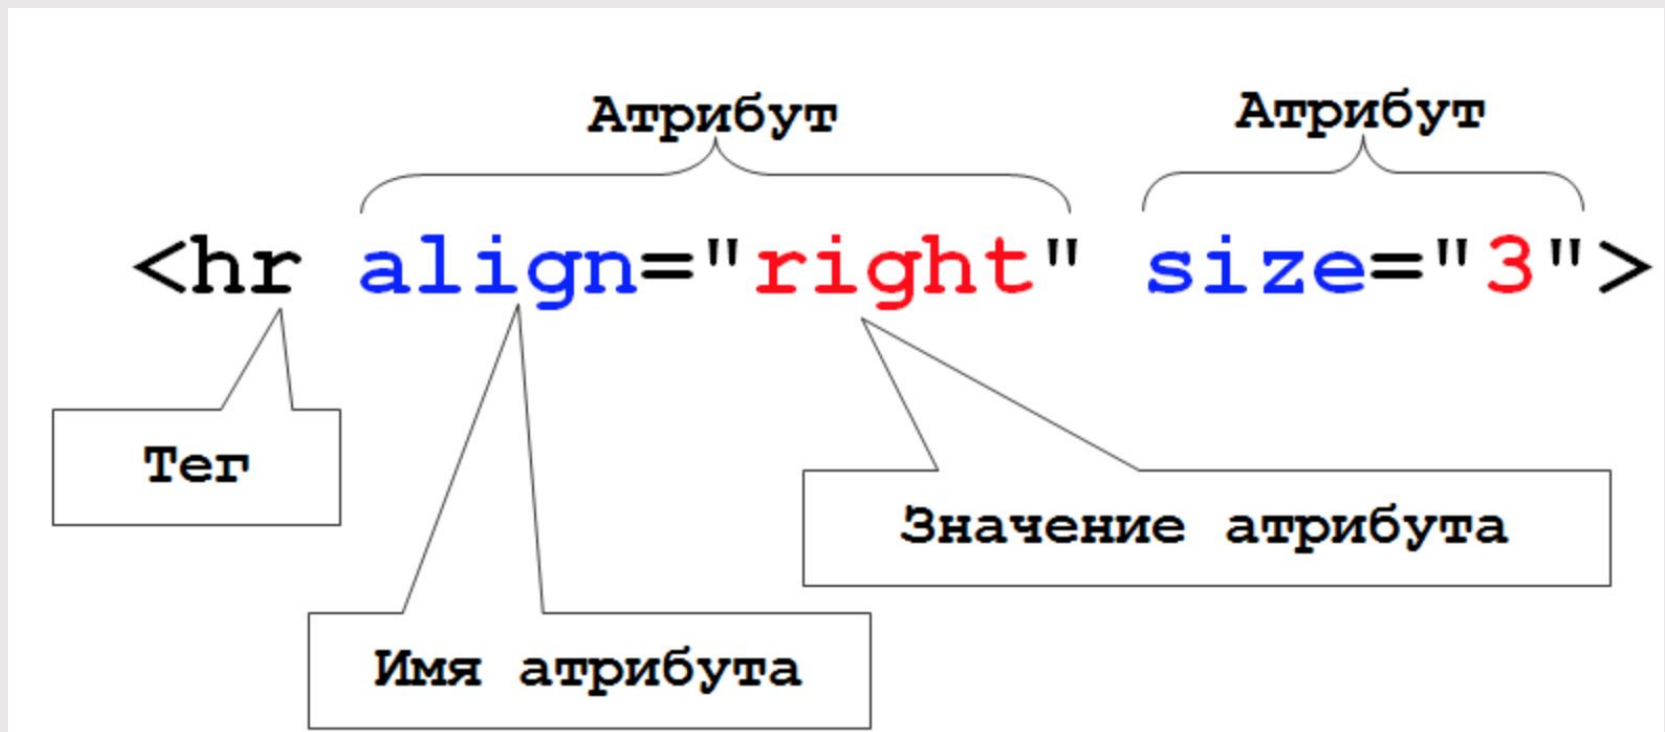 Атрибут Атрибут
<hr align="right" size="3">
Тег
Значение атрибута
Имя атрибута